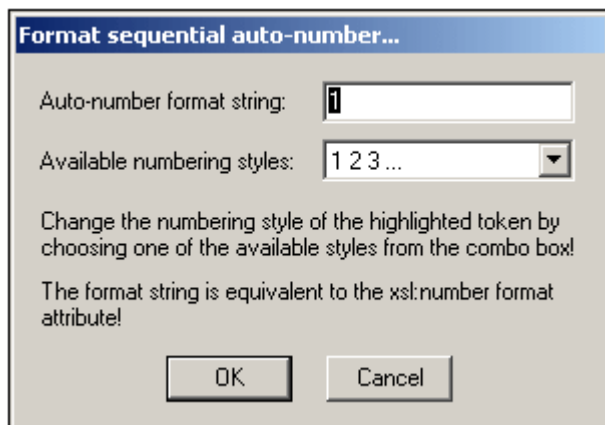 Format sequential auto-number...
Auto-number format string: 1
Available numbering styles: 1 2 3 ...
Change the numbering style of the highlighted token by
choosing one of the available styles from the combo box!
The format string is equivalent to the xsl:number format
attribute!
OK Cancel